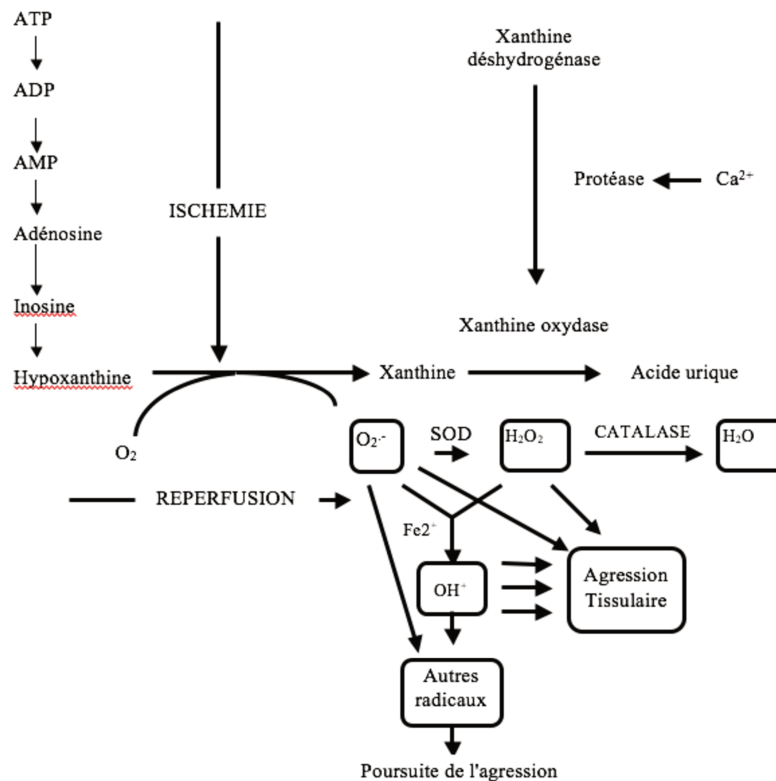 ATP
Xanthine
déshydrogénase
ADP
AMP
Protéase
Ca²⁺
ISCHEMIE
Adénosine
Inosine
Xanthine oxydase
Hypoxanthine
Xanthine
Acide urique
O₂
O₂.-
SOD
H₂O₂
CATALASE
H₂O
REPERFUSION
Fe2⁺
OH⁺
Agression
Tissulaire
Autres
radicaux
Poursuite de l'agression